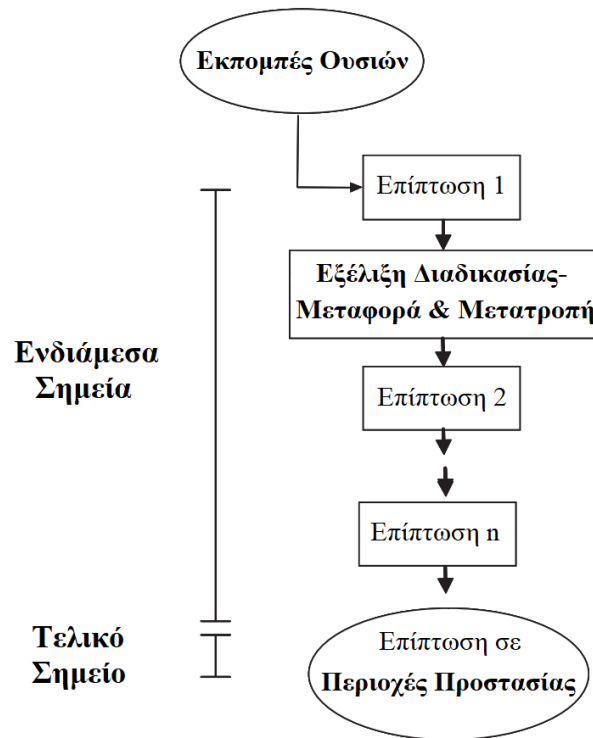 Εκπομπές Ουσιών
Επίπτωση 1
Εξέλιξη Διαδικασίας-
Μεταφορά & Μετατροπή
Ενδιάμεσα
Σημεία
Επίπτωση 2
Επίπτωση n
Τελικό
Σημείο
Επίπτωση σε
Περιοχές Προστασίας